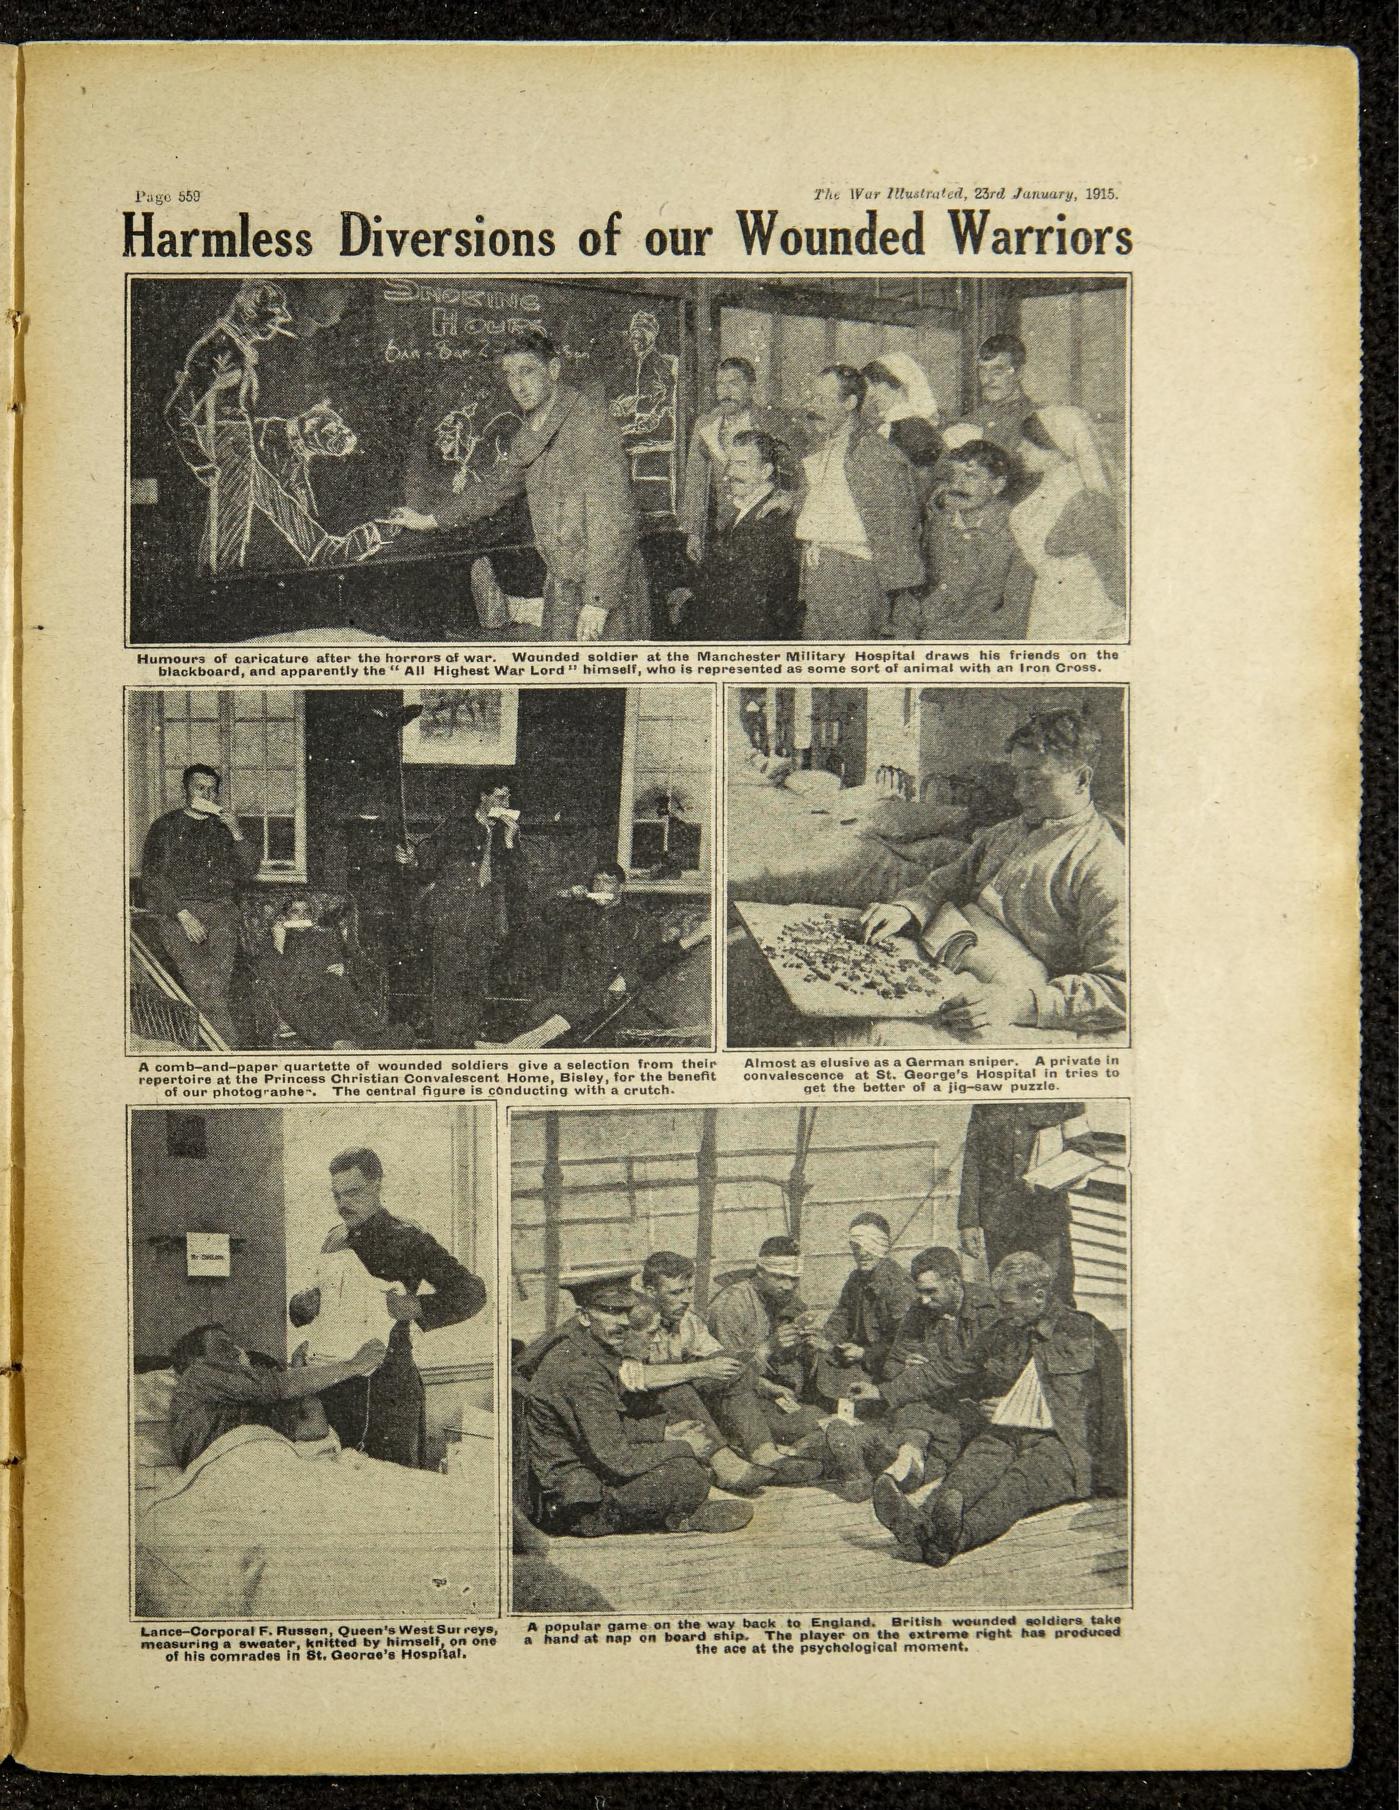 Page 559
The War Illustrated, 23rd January, 1915.
Harmless Diversions of our Wounded Warriors
SMOKING
HOURS
Humours of caricature after the horrors of war. Wounded soldier at the Manchester Military Hospital draws his friends on the
blackboard, and apparently the "All Highest War Lord" himself, who is represented as some sort of animal with an Iron Cross.
A comb-and-paper quartette of wounded soldiers give a selection from their
repertoire at the Princess Christian Convalescent Home, Bisley, for the benefit
of our photographer. The central figure is conducting with a crutch.
Almost as elusive as a German sniper. A private in
convalescence at St. George's Hospital in tries to
get the better of a jig-saw puzzle.
Lance-Corporal F. Russen, Queen's West Surreys,
measuring a sweater, knitted by himself, on one
of his comrades in St. George's Hospital.
A popular game on the way back to England. British wounded soldiers take
a hand at nap on board ship. The player on the extreme right has produced
the ace at the psychological moment.